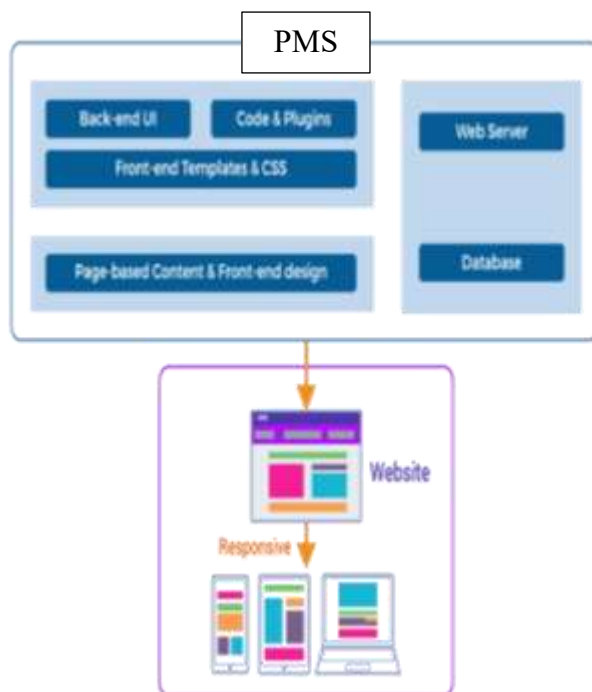 PMS
Back-end UI
Code & Plugins
Front-end Templates & CSS
Web Server
Page-based Content & Front-end design
Database
Website
Responsive